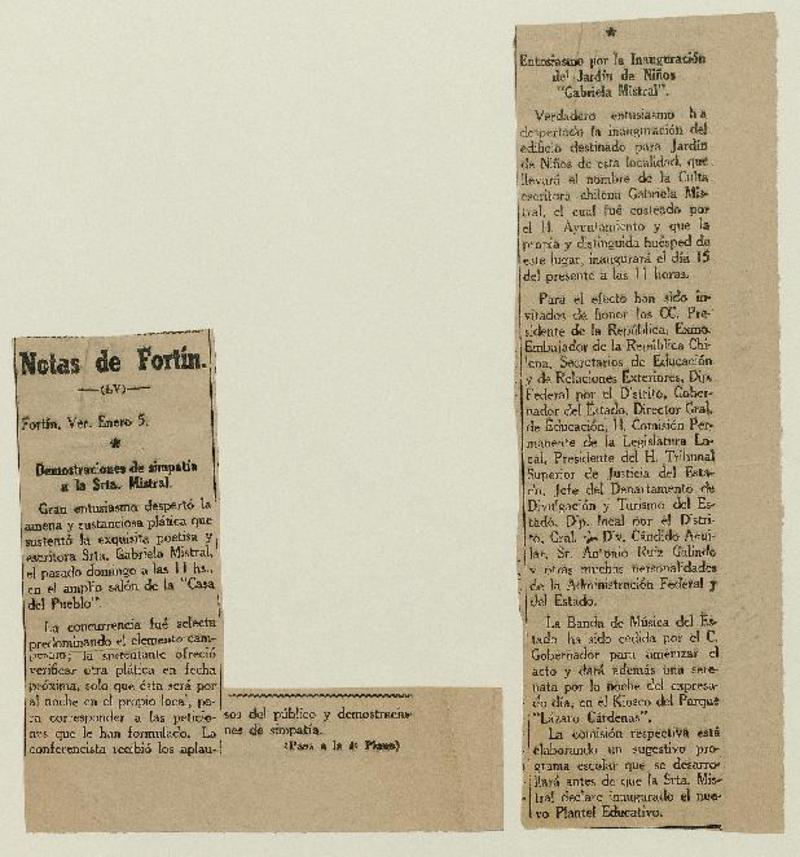 Notas de Fortín.
—(LV)—
Fortín, Ver. Enero 5.
*
Demostraciones de simpatía
a la Srta. Mistral.
Gran entusiasmo despertó la
amena y sustanciosa plática que
sustentó la exquisita poetisa y
escritora Srta. Gabriela Mistral,
el pasado domingo a las 11 hs.,
en el amplio salón de la "Casa
del Pueblo".
La concurrencia fué selecta
predominando el elemento cam-
pesino; la sustentante ofreció
verificar otra plática en fecha
próxima, solo que ésta será por
al noche en el propio local, pa-
ra corresponder a las peticio-
nes que le han formulado. La
conferencista recibió los aplau-
sos del público y demostracio-
nes de simpatía.
(Pasa a la 4a Plana)
*
Entusiasmo por la Inauguración
del Jardín de Niños
"Gabriela Mistral".
Verdadero entusiasmo ha
despertado la inauguración del
edificio destinado para Jardín
de Niños de esta localidad, que
llevará el nombre de la Culta
escritora chilena Gabriela Mis-
tral, el cual fué costeado por
el H. Ayuntamiento y que la
propia y distinguida huésped de
este lugar, inaugurará el día 15
del presente a las 11 horas.
Para el efecto han sido in-
vitados de honor los CC. Pre-
sidente de la República, Exmo.
Embajador de la República Chi-
lena, Secretarios de Educación
y de Relaciones Exteriores, Dip.
Federal por el Distrito, Gober-
nador del Estado, Director Gral.
de Educación, H. Comisión Per-
manente de la Legislatura Lo-
cal, Presidente del H. Tribunal
Superior de Justicia del Esta-
do, Jefe del Departamento de
Divulgación y Turismo del Es-
tado, Dip. local por el Distri-
to, Gral. de Div. Cándido Agui-
lar, Sr. Antonio Ruiz Galindo
y otras muchas personalidades
de la Administración Federal y
del Estado.
La Banda de Música del Es-
tado ha sido cedida por el C.
Gobernador para amenizar el
acto y dará además una sere-
nata por la noche del expresa-
do día, en el Kiosco del Parque
"Lázaro Cárdenas".
La comisión respectiva está
elaborando un sugestivo pro-
grama escolar que se desarro-
llará antes de que la Srta. Mis-
tral declare inaugurado el nue-
vo Plantel Educativo.